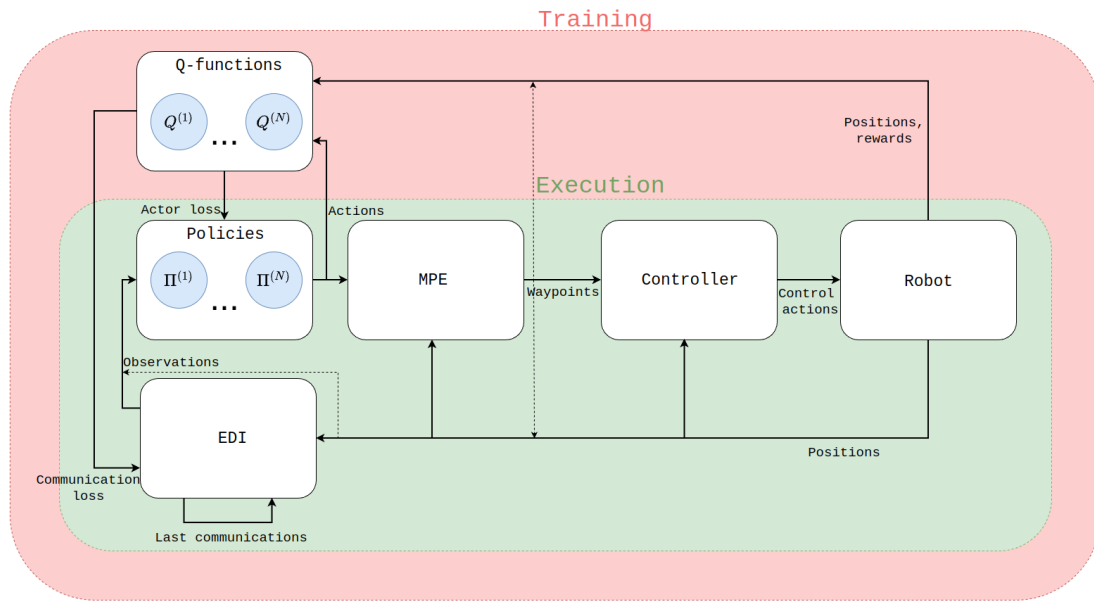 Training
Q-functions
Q^(1) ... Q^(N)
Positions,
rewards
Execution
Actor loss
Actions
Policies
Π^(1) ... Π^(N)
MPE
Waypoints
Controller
Control
actions
Robot
Observations
EDI
Positions
Communication
loss
Last communications